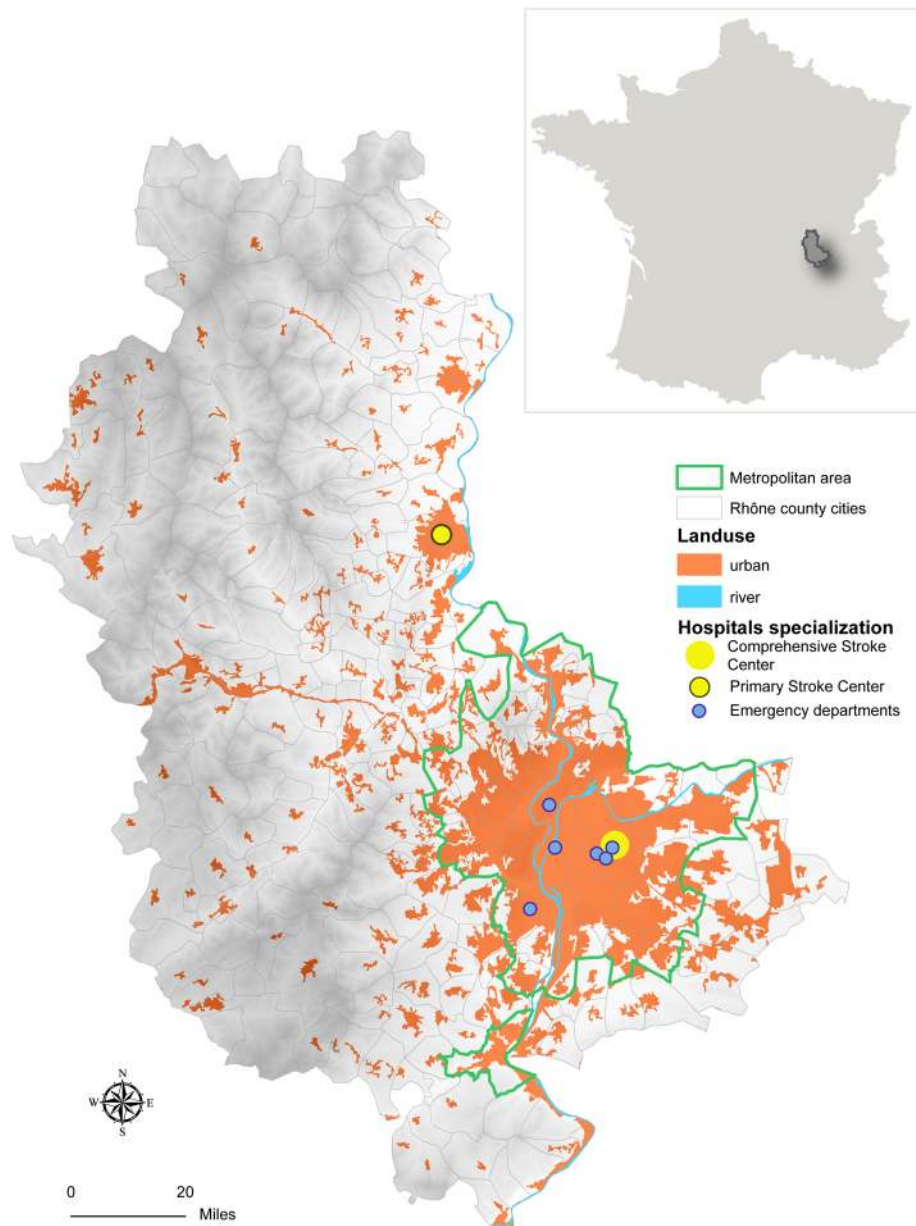 Metropolitan area
Rhône county cities
Landuse
urban
river
Hospitals specialization
Comprehensive Stroke
Center
Primary Stroke Center
Emergency departments
N
W E
S
0 20
Miles